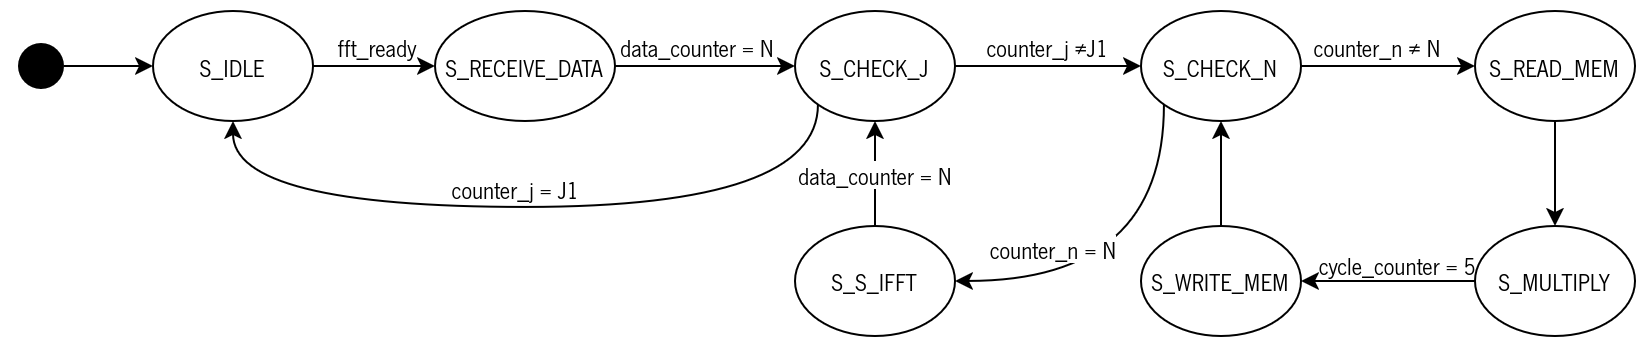 fft_ready
data_counter = N
counter_j ≠J1
counter_n ≠ N
S_IDLE
S_RECEIVE_DATA
S_CHECK_J
S_CHECK_N
S_READ_MEM
data_counter = N
counter_j = J1
counter_n = N
cycle_counter = 5
S_S_IFFT
S_WRITE_MEM
S_MULTIPLY